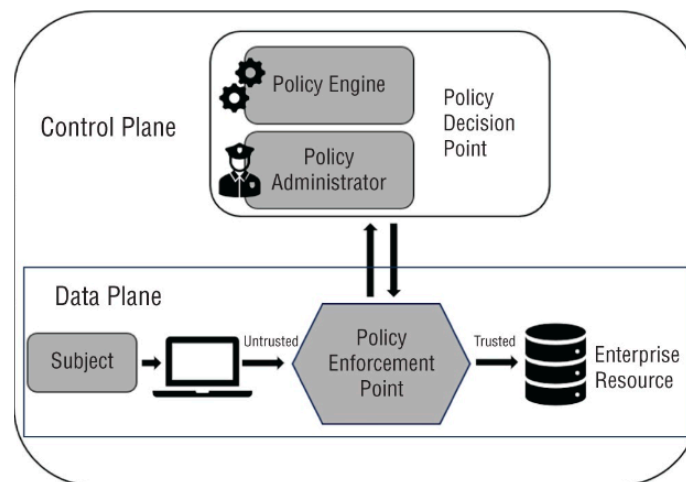 Policy Engine
Policy
Administrator
Policy
Decision
Point
Control Plane
Data Plane
Subject
Untrusted
Policy
Enforcement
Point
Trusted
Enterprise
Resource